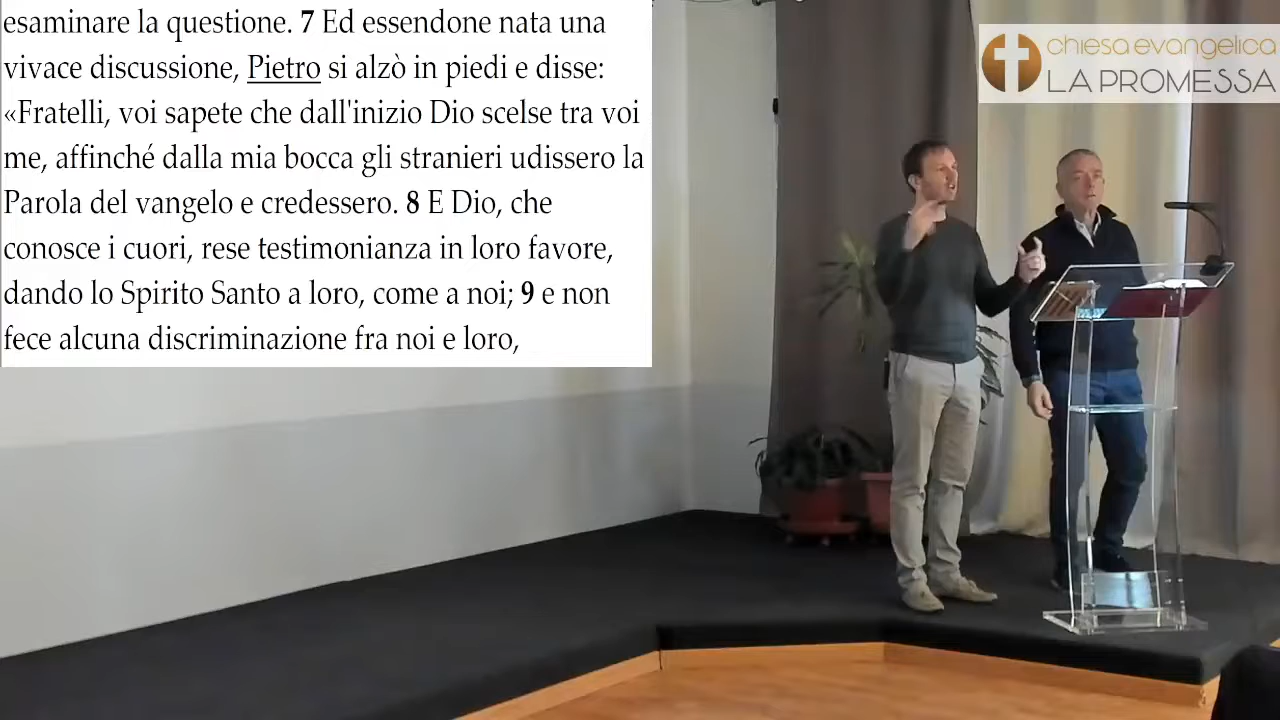 esaminare la questione. 7 Ed essendone nata una
vivace discussione, Pietro si alzò in piedi e disse:
«Fratelli, voi sapete che dall'inizio Dio scelse tra voi
me, affinché dalla mia bocca gli stranieri udissero la
Parola del vangelo e credessero. 8 E Dio, che
conosce i cuori, rese testimonianza in loro favore,
dando lo Spirito Santo a loro, come a noi; 9 e non
fece alcuna discriminazione fra noi e loro,
chiesa evangelica
LA PROMESSA